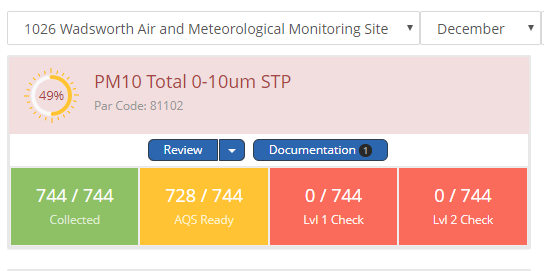 1026 Wadsworth Air and Meteorological Monitoring Site December
49%
PM10 Total 0-10um STP
Par Code: 81102
Review Documentation 1
744 / 744 728 / 744 0 / 744 0 / 744
Collected AQS Ready Lvl 1 Check Lvl 2 Check